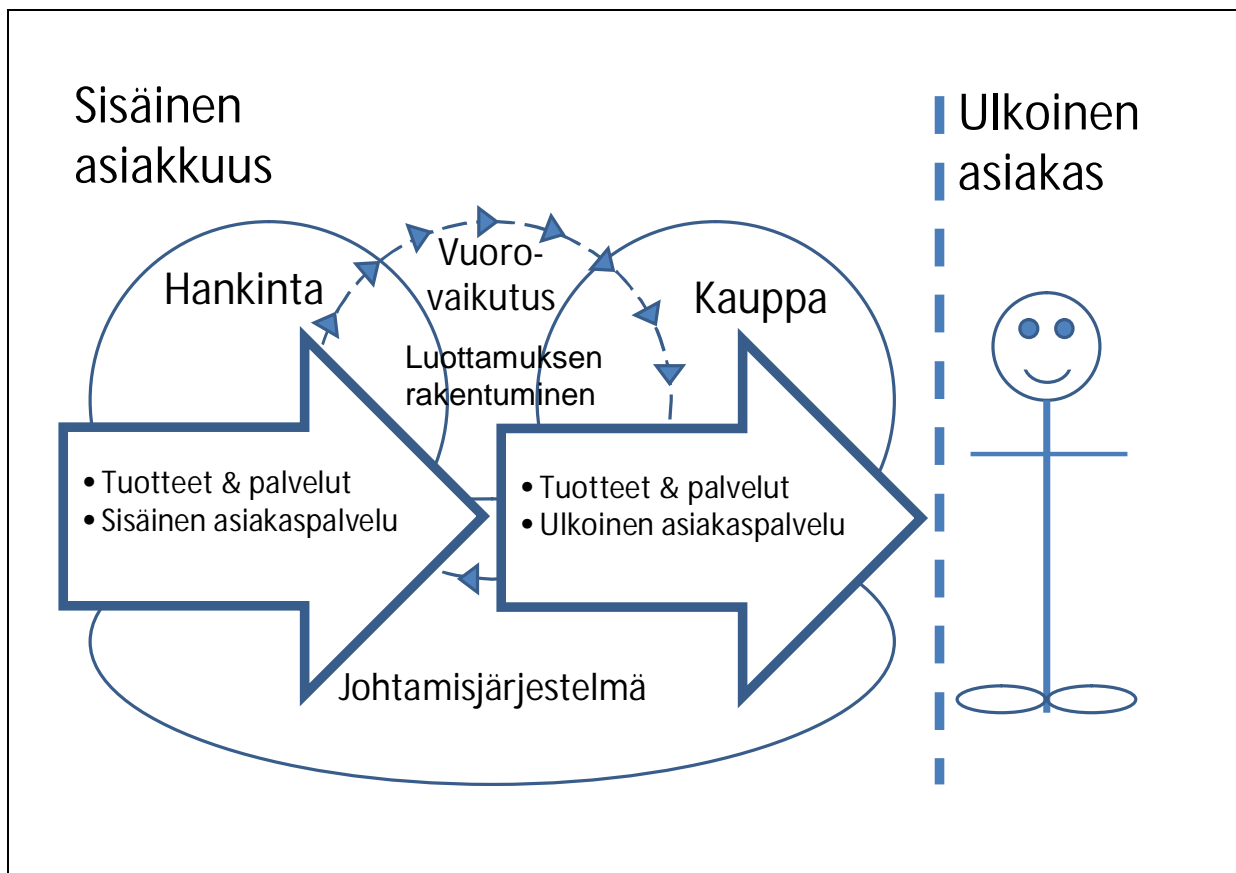 Sisäinen
asiakkuus
Ulkoinen
asiakas
Hankinta
Vuoro-
vaikutus
Kauppa
Luottamuksen
rakentuminen
• Tuotteet & palvelut
• Sisäinen asiakaspalvelu
• Tuotteet & palvelut
• Ulkoinen asiakaspalvelu
Johtamisjärjestelmä